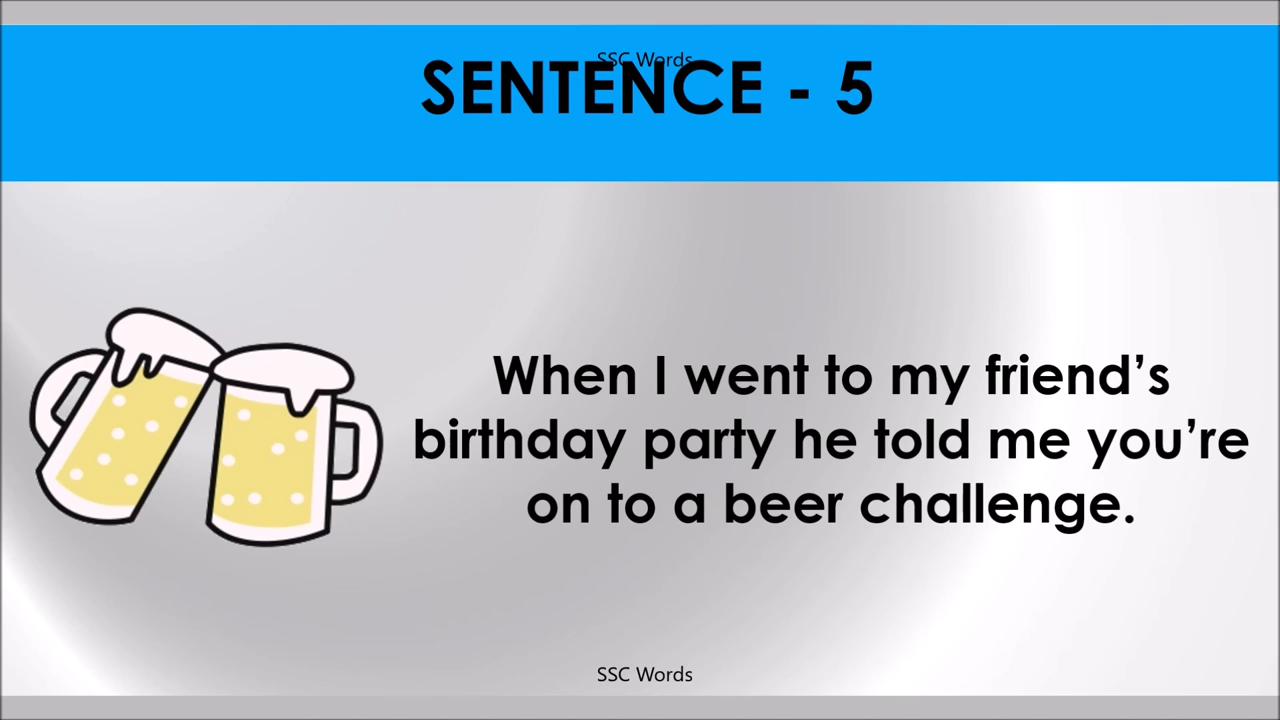 SSC Words
SENTENCE - 5
When I went to my friend’s
birthday party he told me you’re
on to a beer challenge.
SSC Words